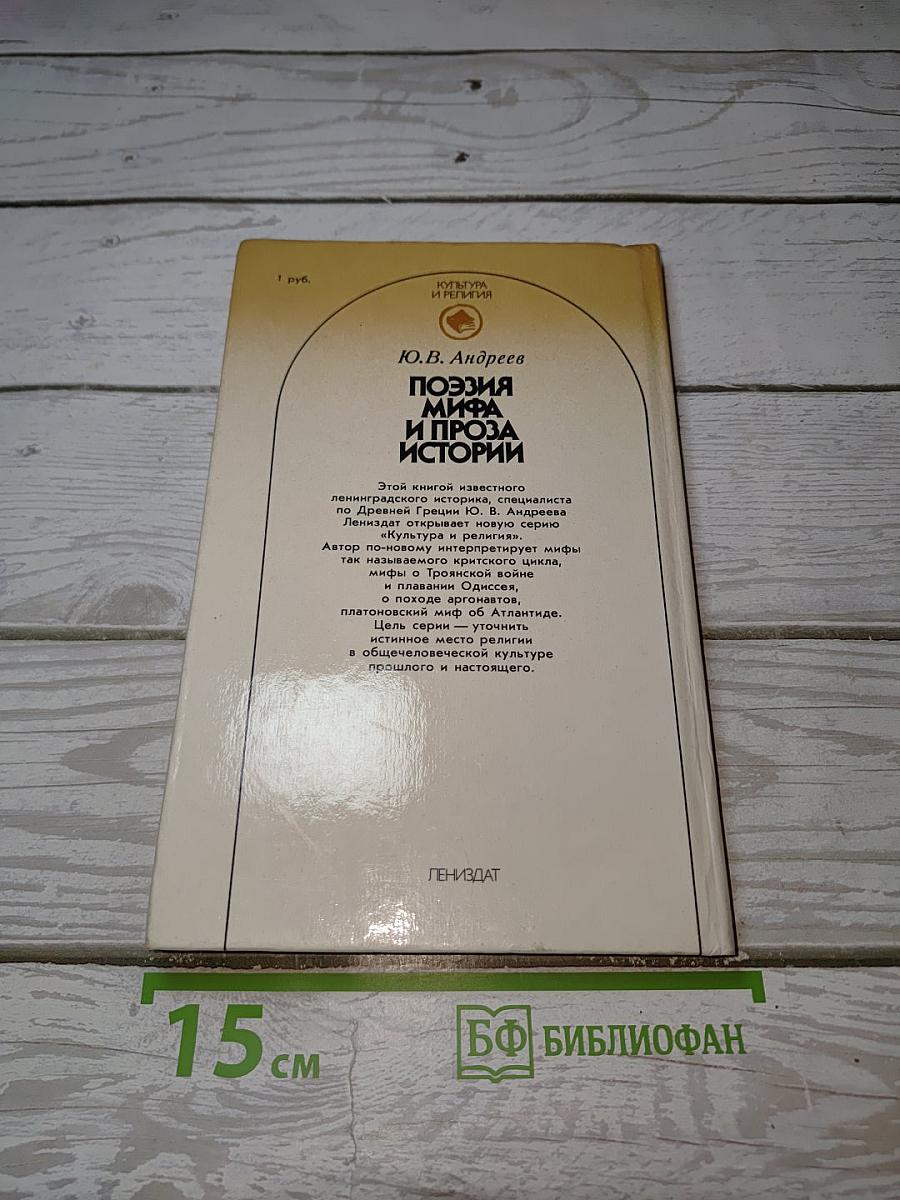 1 руб.
КУЛЬТУРА
И РЕЛИГИЯ
Ю.В. Андреев
ПОЭЗИЯ
МИФА
И ПРОЗА
ИСТОРИИ
Этой книгой известного
ленинградского историка, специалиста
по Древней Греции Ю. В. Андреева
Лениздат открывает новую серию
«Культура и религия».
Автор по-новому интерпретирует мифы
так называемого критского цикла,
мифы о Троянской войне
и плавании Одиссея,
о походе аргонавтов,
платоновский миф об Атлантиде.
Цель серии — уточнить
истинное место религии
в общечеловеческой культуре
прошлого и настоящего.
ЛЕНИЗДАТ
15 см
БФ БИБЛИОФАН